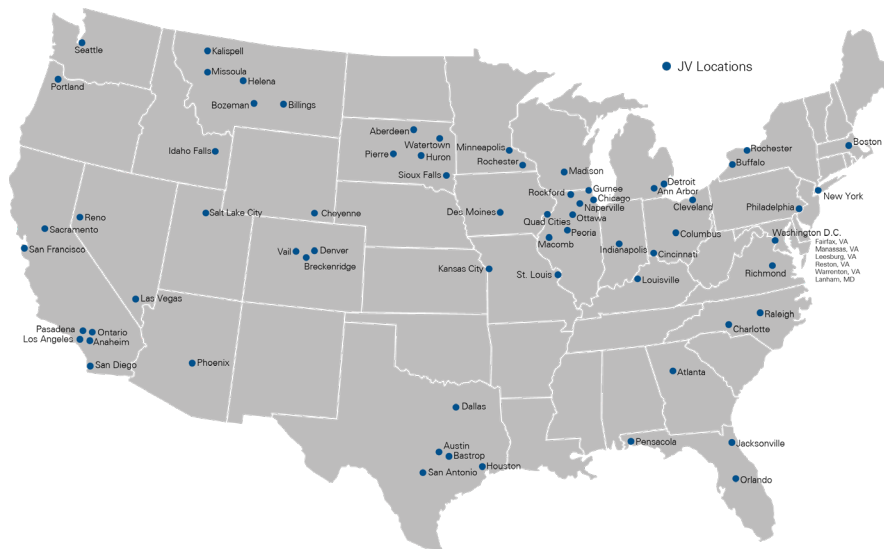 JV Locations
Seattle
Portland
Kalispell
Missoula
Helena
Bozeman
Billings
Idaho Falls
Aberdeen
Watertown
Pierre
Huron
Sioux Falls
Minneapolis
Rochester
Madison
Rockford
Gurnee
Chicago
Naperville
Quad Cities
Ottawa
Peoria
Macomb
Detroit
Ann Arbor
Cleveland
Rochester
Buffalo
Boston
New York
Philadelphia
Washington D.C.
Fairfax, VA
Manassas, VA
Leesburg, VA
Reston, VA
Warrenton, VA
Lanham, MD
Richmond
Columbus
Cincinnati
Indianapolis
Louisville
St. Louis
Kansas City
Des Moines
Reno
Sacramento
San Francisco
Salt Lake City
Cheyenne
Vail
Denver
Breckenridge
Las Vegas
Pasadena
Ontario
Los Angeles
Anaheim
San Diego
Phoenix
Dallas
Austin
Bastrop
San Antonio
Houston
Raleigh
Charlotte
Atlanta
Pensacola
Jacksonville
Orlando